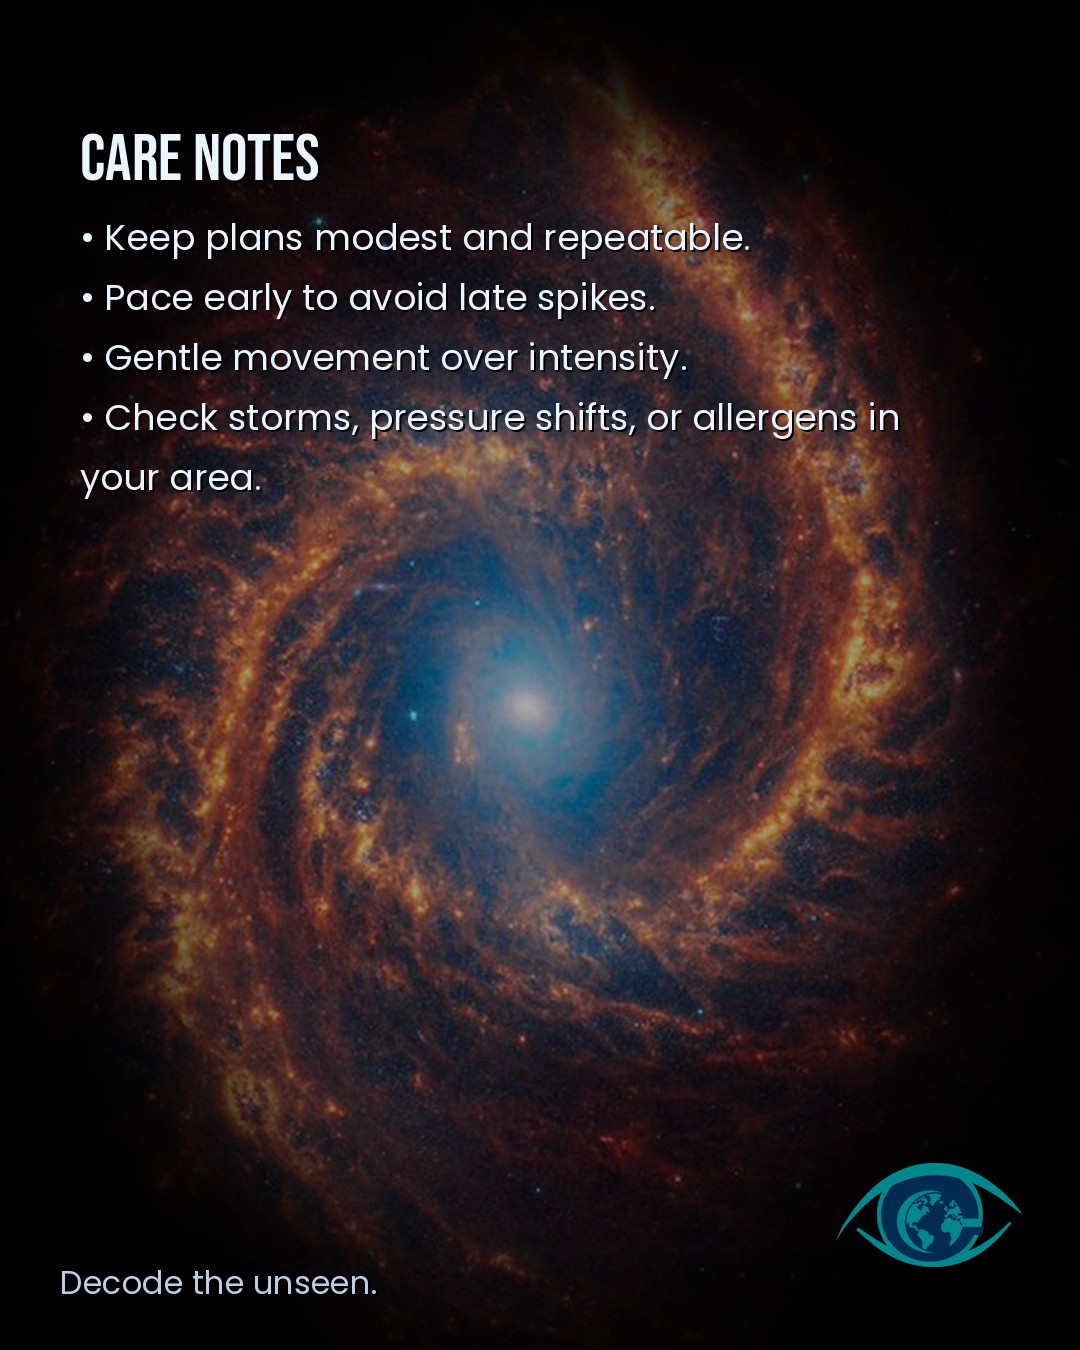 CARE NOTES
• Keep plans modest and repeatable.
• Pace early to avoid late spikes.
• Gentle movement over intensity.
• Check storms, pressure shifts, or allergens in
your area.
Decode the unseen.